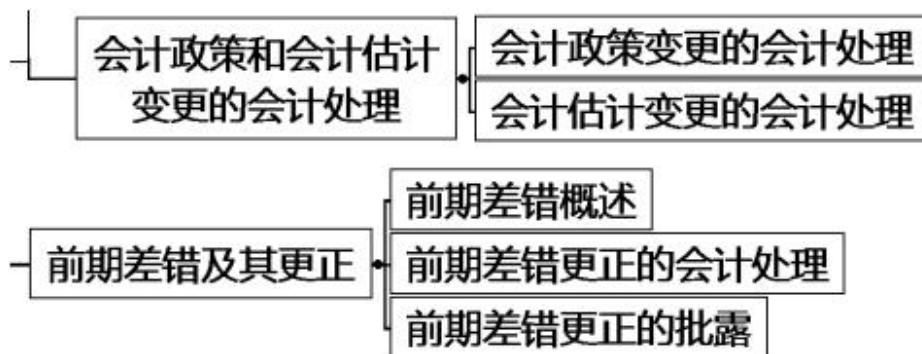 会计政策和会计估计
变更的会计处理
会计政策变更的会计处理
会计估计变更的会计处理
前期差错及其更正
前期差错概述
前期差错更正的会计处理
前期差错更正的批露